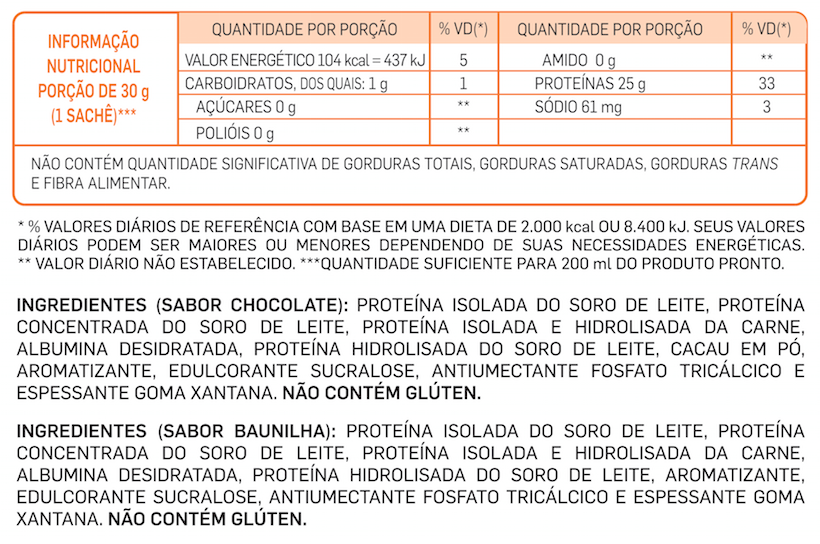 INFORMAÇÃO
NUTRICIONAL
PORÇÃO DE 30 g
(1 SACHÊ)***
QUANTIDADE POR PORÇÃO % VD(*) QUANTIDADE POR PORÇÃO % VD(*)
VALOR ENERGÉTICO 104 kcal = 437 kJ 5 AMIDO 0 g **
CARBOIDRATOS, DOS QUAIS: 1 g 1 PROTEÍNAS 25 g 33
AÇÚCARES 0 g ** SÓDIO 61 mg 3
POLIÓIS 0 g **
NÃO CONTÉM QUANTIDADE SIGNIFICATIVA DE GORDURAS TOTAIS, GORDURAS SATURADAS, GORDURAS TRANS
E FIBRA ALIMENTAR.
* % VALORES DIÁRIOS DE REFERÊNCIA COM BASE EM UMA DIETA DE 2.000 kcal OU 8.400 kJ. SEUS VALORES
DIÁRIOS PODEM SER MAIORES OU MENORES DEPENDENDO DE SUAS NECESSIDADES ENERGÉTICAS.
** VALOR DIÁRIO NÃO ESTABELECIDO. ***QUANTIDADE SUFICIENTE PARA 200 ml DO PRODUTO PRONTO.
INGREDIENTES (SABOR CHOCOLATE): PROTEÍNA ISOLADA DO SORO DE LEITE, PROTEÍNA
CONCENTRADA DO SORO DE LEITE, PROTEÍNA ISOLADA E HIDROLISADA DA CARNE,
ALBUMINA DESIDRATADA, PROTEÍNA HIDROLISADA DO SORO DE LEITE, CACAU EM PÓ,
AROMATIZANTE, EDULCORANTE SUCRALOSE, ANTIUMECTANTE FOSFATO TRICÁLCICO E
ESPESSANTE GOMA XANTANA. NÃO CONTÉM GLÚTEN.
INGREDIENTES (SABOR BAUNILHA): PROTEÍNA ISOLADA DO SORO DE LEITE, PROTEÍNA
CONCENTRADA DO SORO DE LEITE, PROTEÍNA ISOLADA E HIDROLISADA DA CARNE,
ALBUMINA DESIDRATADA, PROTEÍNA HIDROLISADA DO SORO DE LEITE, AROMATIZANTE,
EDULCORANTE SUCRALOSE, ANTIUMECTANTE FOSFATO TRICÁLCICO E ESPESSANTE GOMA
XANTANA. NÃO CONTÉM GLÚTEN.